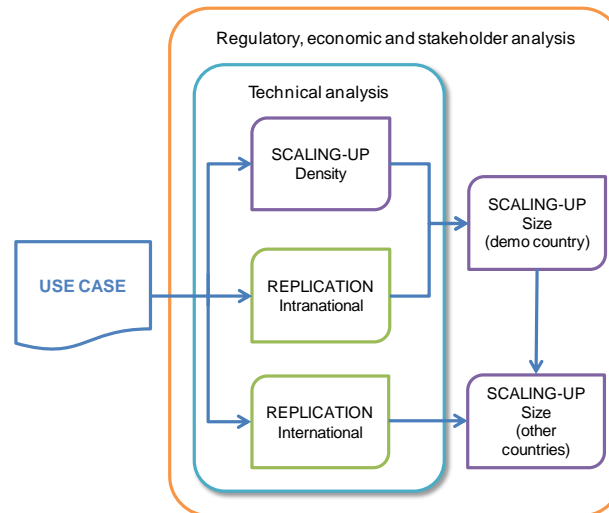 Regulatory, economic and stakeholder analysis
Technical analysis
SCALING-UP
Density
SCALING-UP
Size
(demo country)
USE CASE
REPLICATION
Intranational
REPLICATION
International
SCALING-UP
Size
(other
countries)